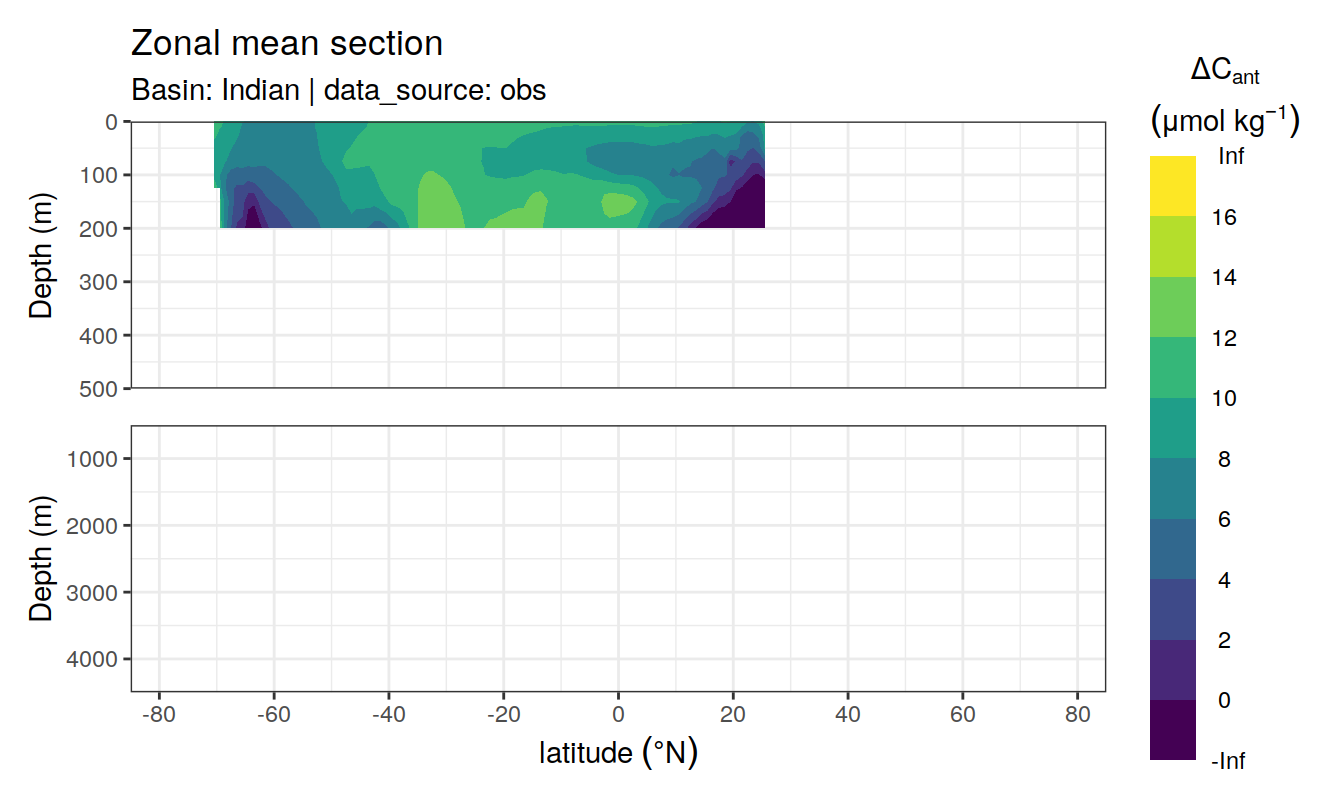 Zonal mean section
Basin: Indian | data_source: obs
Depth (m)
0
100
200
300
400
500
Depth (m)
1000
2000
3000
4000
-80 -60 -40 -20 0 20 40 60 80
latitude (°N)
ΔCant
(μmol kg⁻¹)
Inf
16
14
12
10
8
6
4
2
0
-Inf